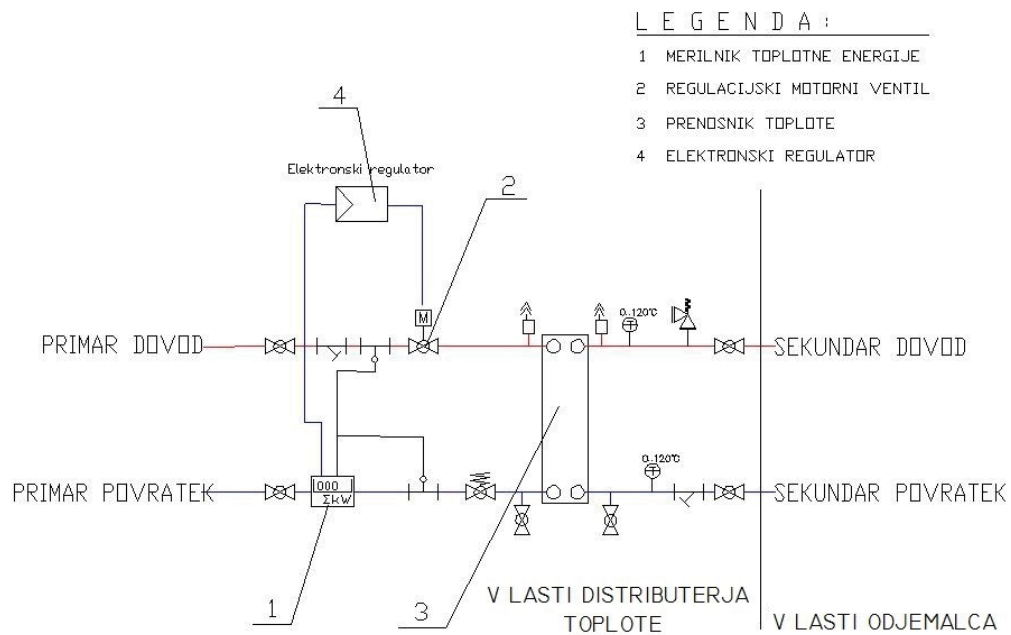 LEGENDA:
1 MERILNIK TOPLOTNE ENERGIJE
2 REGULACIJSKI MOTORNI VENTIL
3 PRENOSNIK TOPLOTE
4 ELEKTRONSKI REGULATOR
4
Elektronski regulator
2
M
0..120°C
T
PRIMAR DOVOD
SEKUNDAR DOVOD
0..120°C
T
PRIMAR POVRATEK
000
ΣkW
SEKUNDAR POVRATEK
1
3
V LASTI DISTRIBUTERJA
TOPLOTE
V LASTI ODJEMALCA